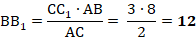 BB₁ = CC₁ · AB / AC = 3 · 8 / 2 = 12